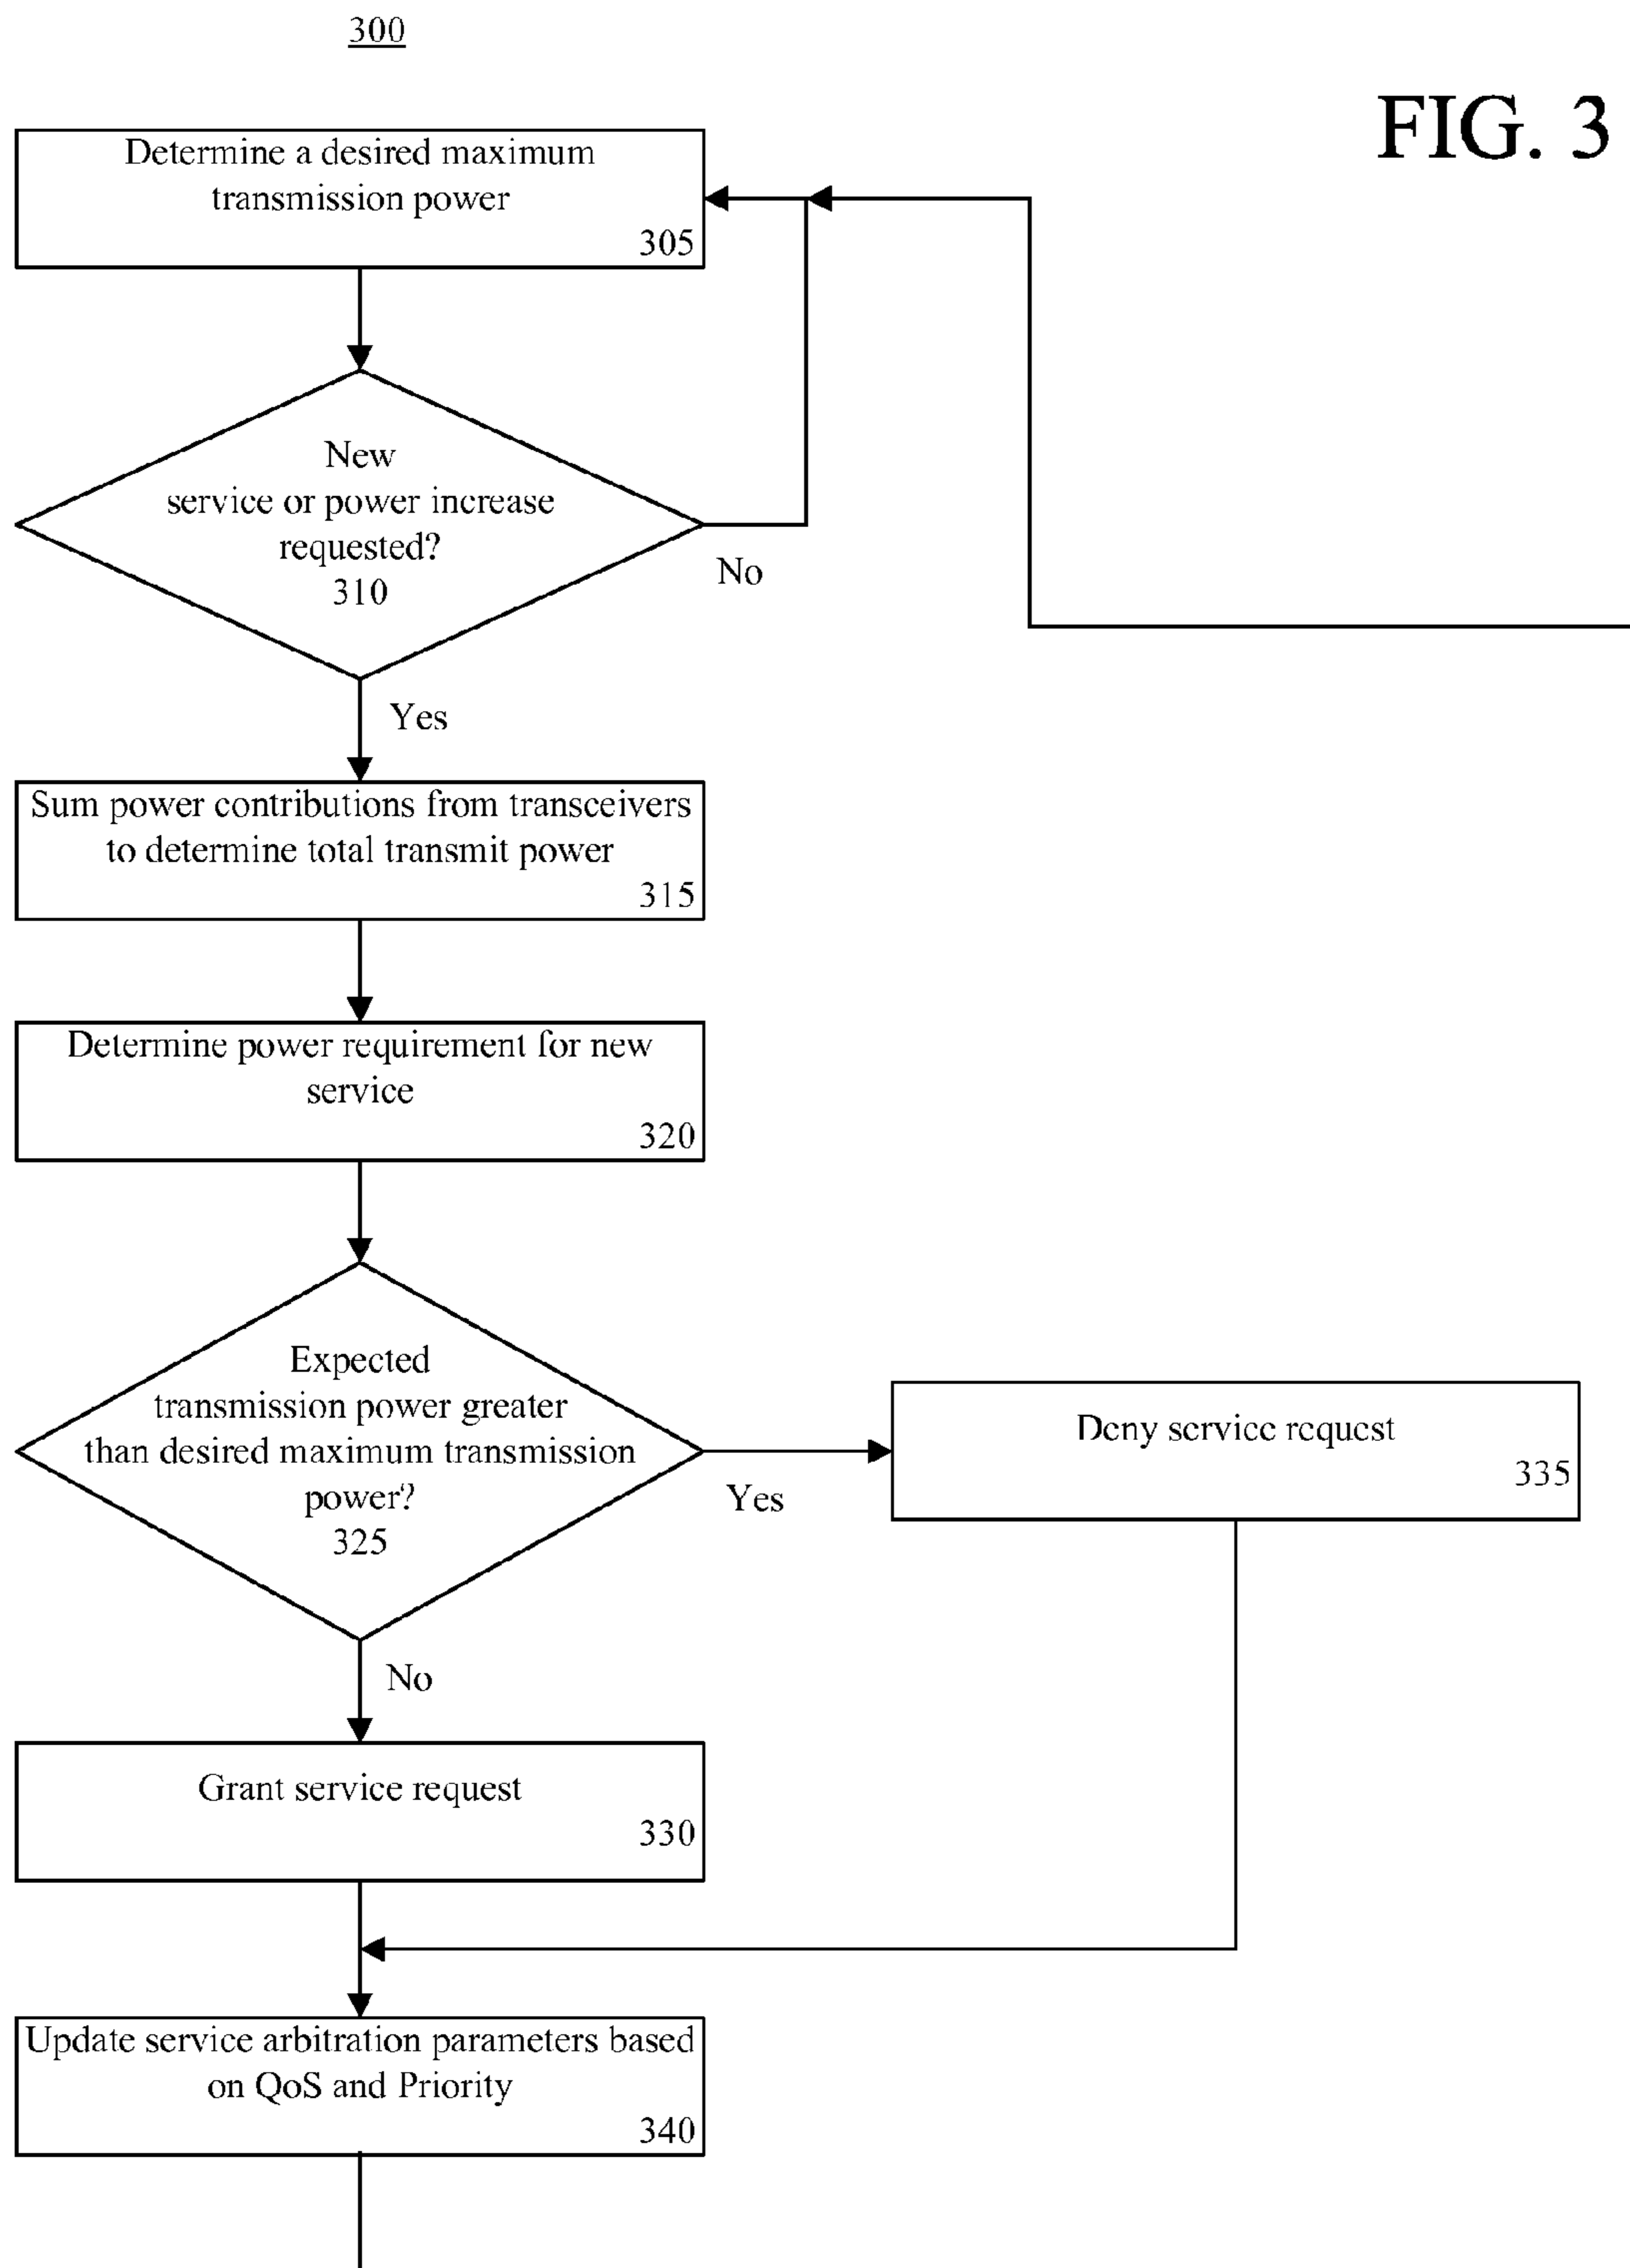 300
FIG. 3
Determine a desired maximum
transmission power
305
New
service or power increase
requested?
310
No
Yes
Sum power contributions from transceivers
to determine total transmit power
315
Determine power requirement for new
service
320
Expected
transmission power greater
than desired maximum transmission
power?
325
Yes
Deny service request
335
No
Grant service request
330
Update service arbitration parameters based
on QoS and Priority
340